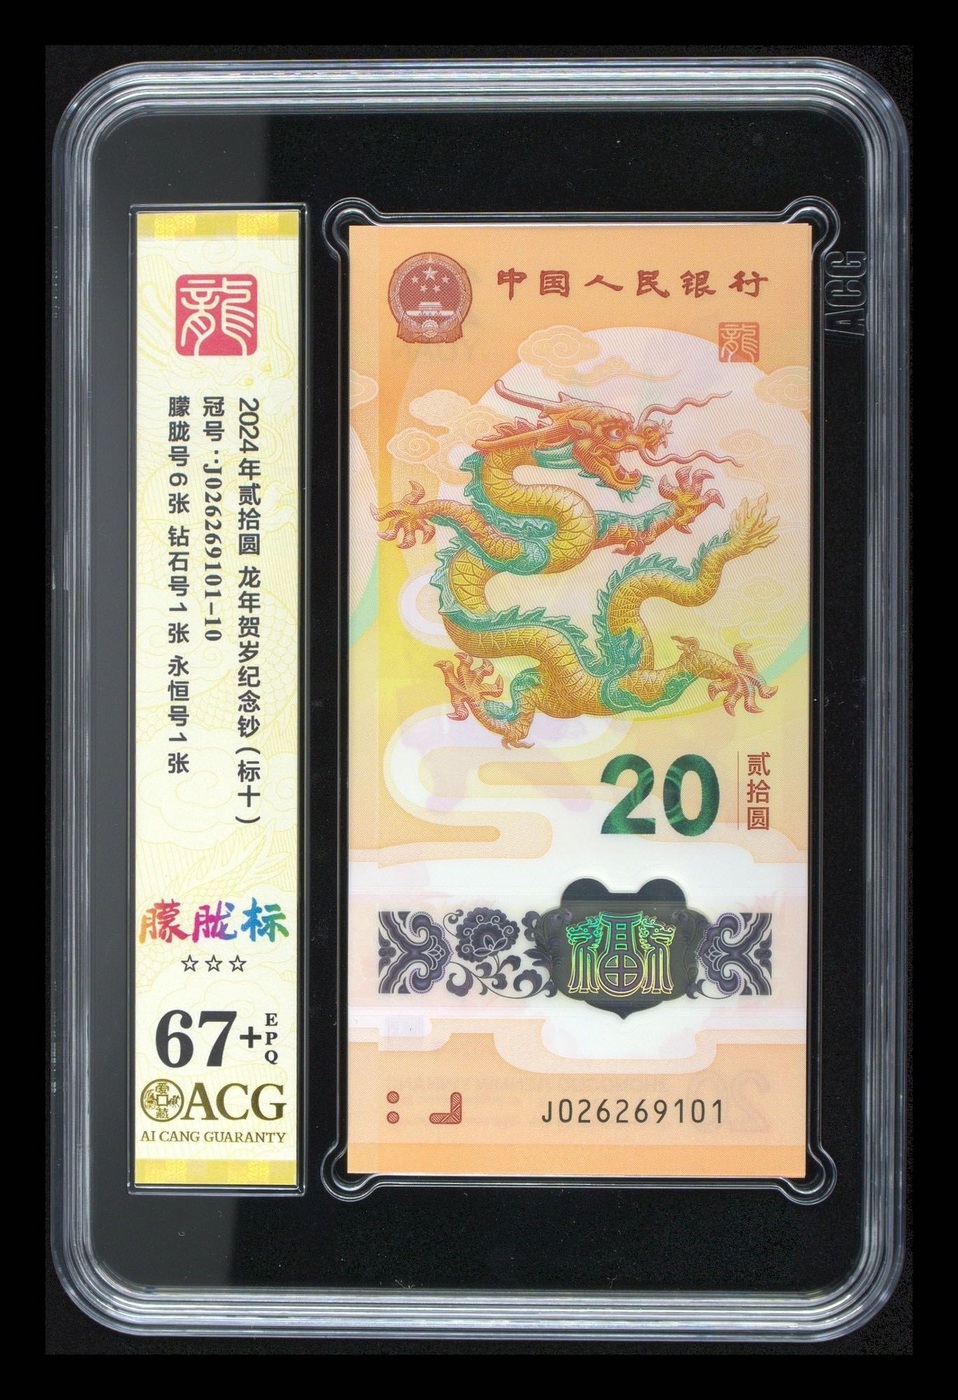 龍
2024年贰拾圆 龙年贺岁纪念钞(标十)
冠号:J026269101-10
朦胧号6张 钻石号1张 永恒号1张
朦胧标
☆☆☆
67+EPQ
ACG
AI CANG GUARANTY
中国人民银行
龍
20
贰拾圆
J026269101
ACG